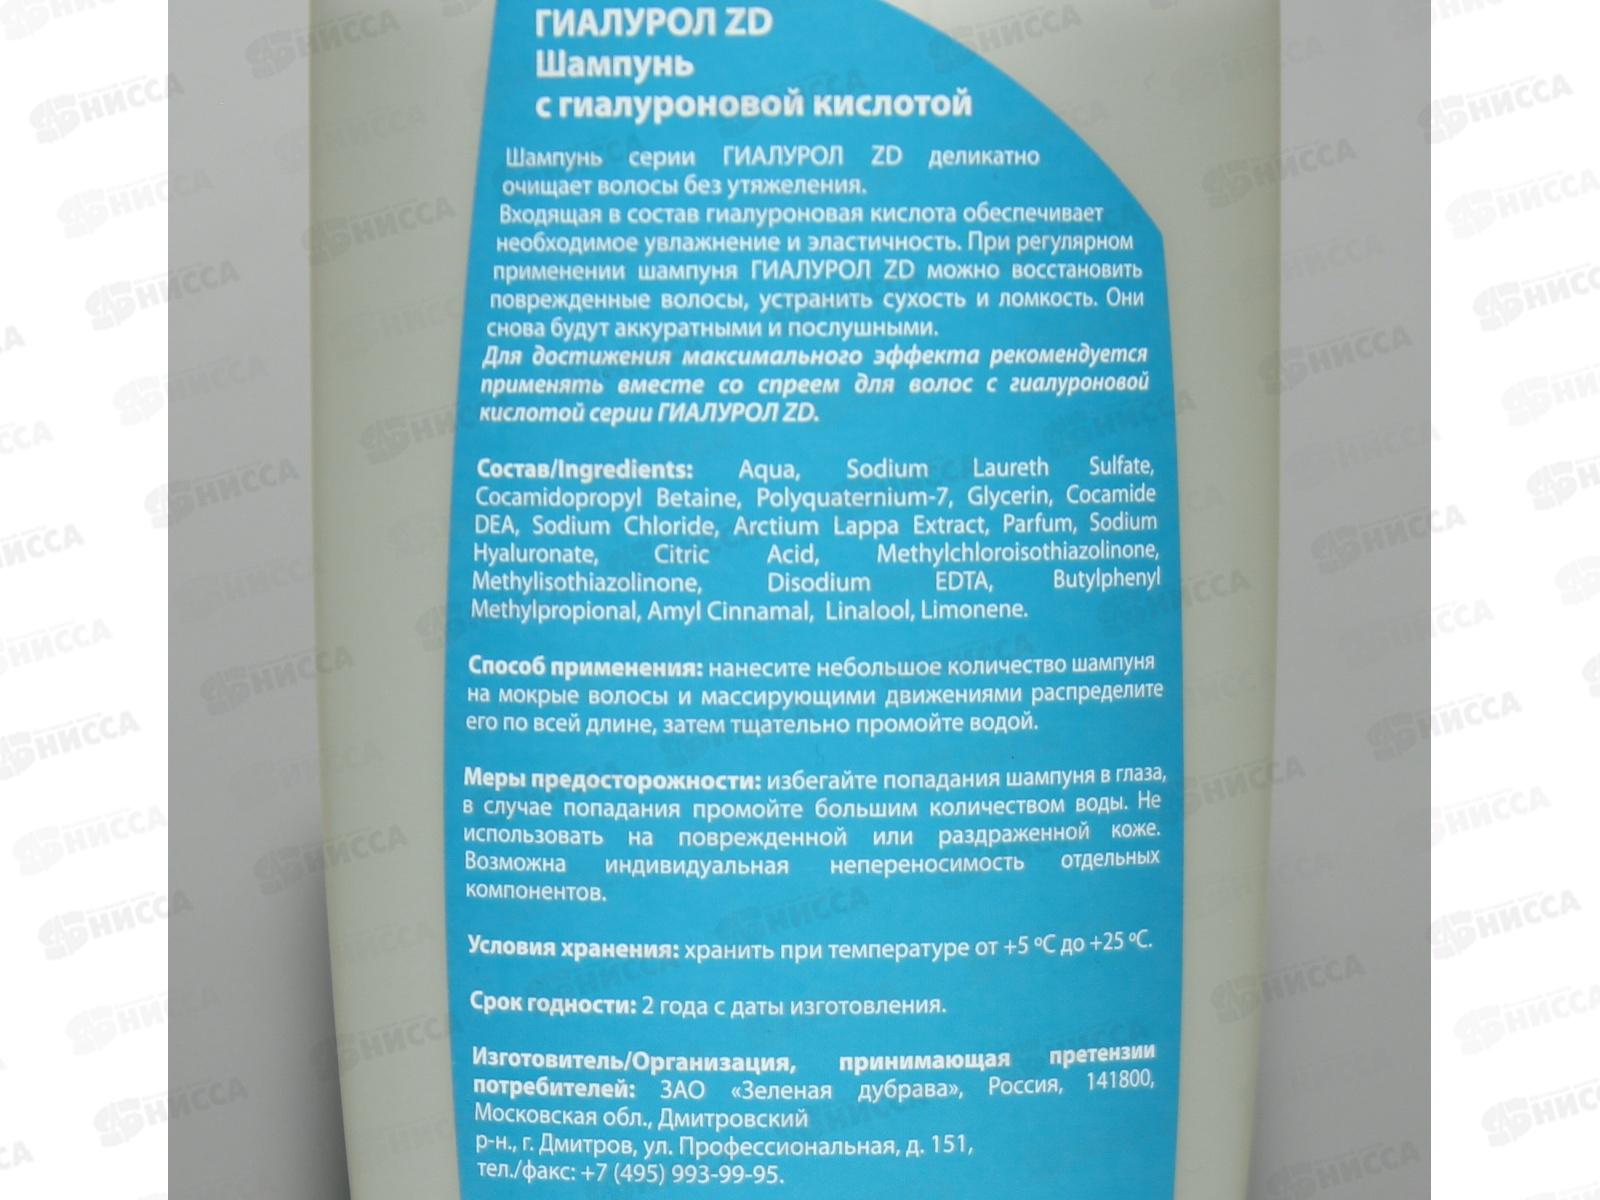 ГИАЛУРОЛ ZD
Шампунь
с гиалуроновой кислотой
Шампунь серии ГИАЛУРОЛ ZD деликатно
очищает волосы без утяжеления.
Входящая в состав гиалуроновая кислота обеспечивает
необходимое увлажнение и эластичность. При регулярном
применении шампуня ГИАЛУРОЛ ZD можно восстановить
поврежденные волосы, устранить сухость и ломкость. Они
снова будут аккуратными и послушными.
Для достижения максимального эффекта рекомендуется
применять вместе со спреем для волос с гиалуроновой
кислотой серии ГИАЛУРОЛ ZD.
Состав/Ingredients: Aqua, Sodium Laureth Sulfate,
Cocamidopropyl Betaine, Polyquaternium-7, Glycerin, Cocamide
DEA, Sodium Chloride, Arctium Lappa Extract, Parfum, Sodium
Hyaluronate, Citric Acid, Methylchloroisothiazolinone,
Methylisothiazolinone, Disodium EDTA, Butylphenyl
Methylpropional, Amyl Cinnamal, Linalool, Limonene.
Способ применения: нанесите небольшое количество шампуня
на мокрые волосы и массирующими движениями распределите
его по всей длине, затем тщательно промойте водой.
Меры предосторожности: избегайте попадания шампуня в глаза,
в случае попадания промойте большим количеством воды. Не
использовать на поврежденной или раздраженной коже.
Возможна индивидуальная непереносимость отдельных
компонентов.
Условия хранения: хранить при температуре от +5 ºС до +25 ºС.
Срок годности: 2 года с даты изготовления.
Изготовитель/Организация, принимающая претензии
потребителей: ЗАО «Зеленая дубрава», Россия, 141800,
Московская обл., Дмитровский
р-н., г. Дмитров, ул. Профессиональная, д. 151,
тел./факс: +7 (495) 993-99-95.
НИССА